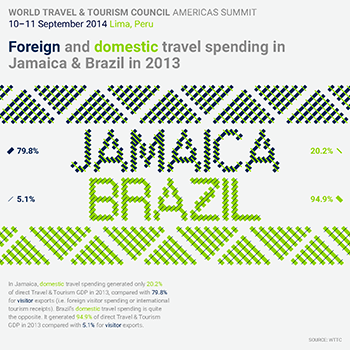 WORLD TRAVEL & TOURISM COUNCIL AMERICAS SUMMIT
10–11 September 2014 Lima, Peru
Foreign and domestic travel spending in
Jamaica & Brazil in 2013
79.8% JAMAICA 20.2%
5.1% BRAZIL 94.9%
In Jamaica, domestic travel spending generated only 20.2%
of direct Travel & Tourism GDP in 2013, compared with 79.8%
for visitor exports (i.e. foreign visitor spending or international
tourism receipts). Brazil's domestic travel spending is quite
the opposite. It generated 94.9% of direct Travel & Tourism
GDP in 2013 compared with 5.1% for visitor exports.
SOURCE: WTTC